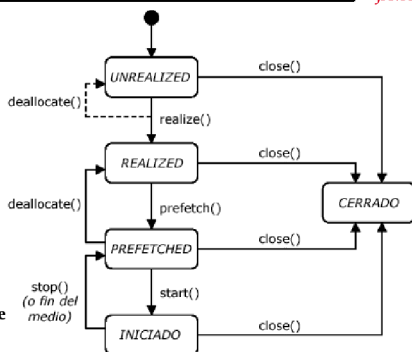 UNREALIZED
close()
deallocate()
realize()
REALIZED
close()
deallocate()
prefetch()
CERRADO
PREFETCHED
close()
stop()
(o fin del
medio)
start()
e
INICIADO
close()